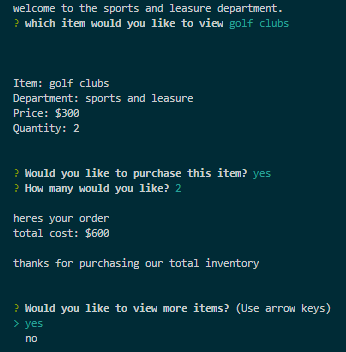 welcome to the sports and leasure department.
? which item would you like to view golf clubs
Item: golf clubs
Department: sports and leasure
Price: $300
Quantity: 2
? Would you like to purchase this item? yes
? How many would you like? 2
heres your order
total cost: $600
thanks for purchasing our total inventory
? Would you like to view more items? (Use arrow keys)
> yes
no